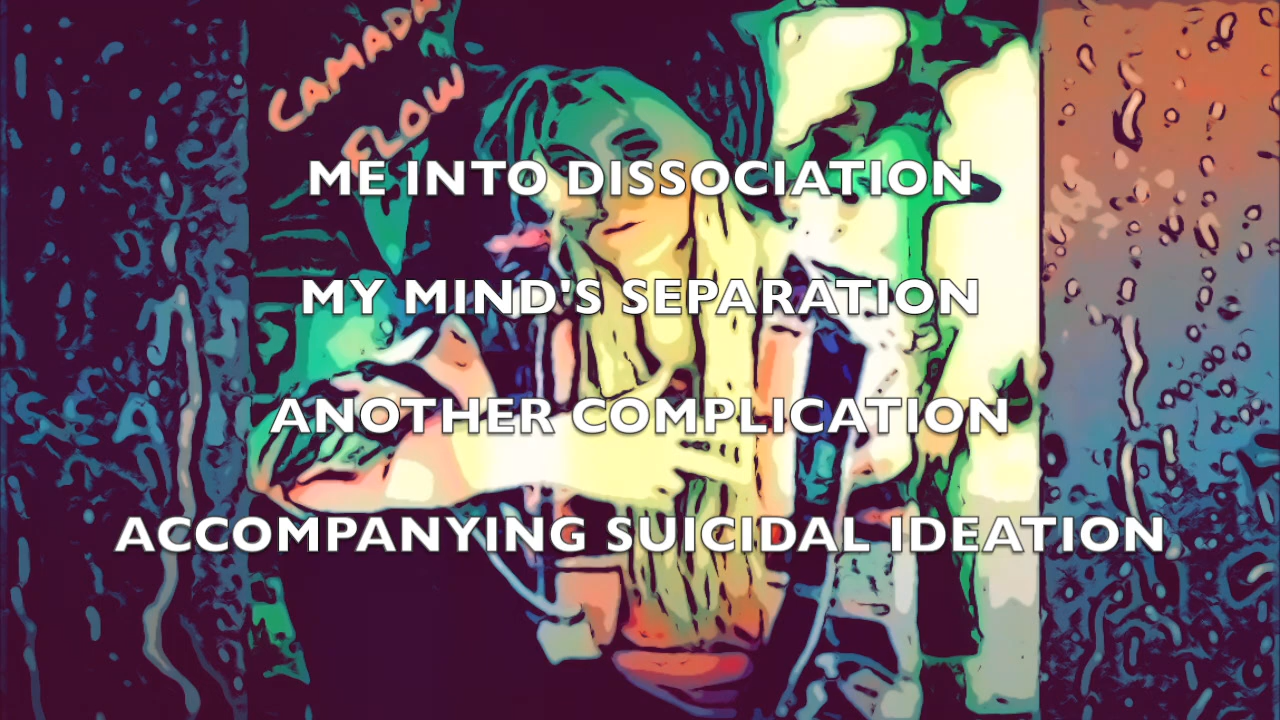 CAMADA
FLOW
ME INTO DISSOCIATION
MY MIND'S SEPARATION
ANOTHER COMPLICATION
ACCOMPANYING SUICIDAL IDEATION